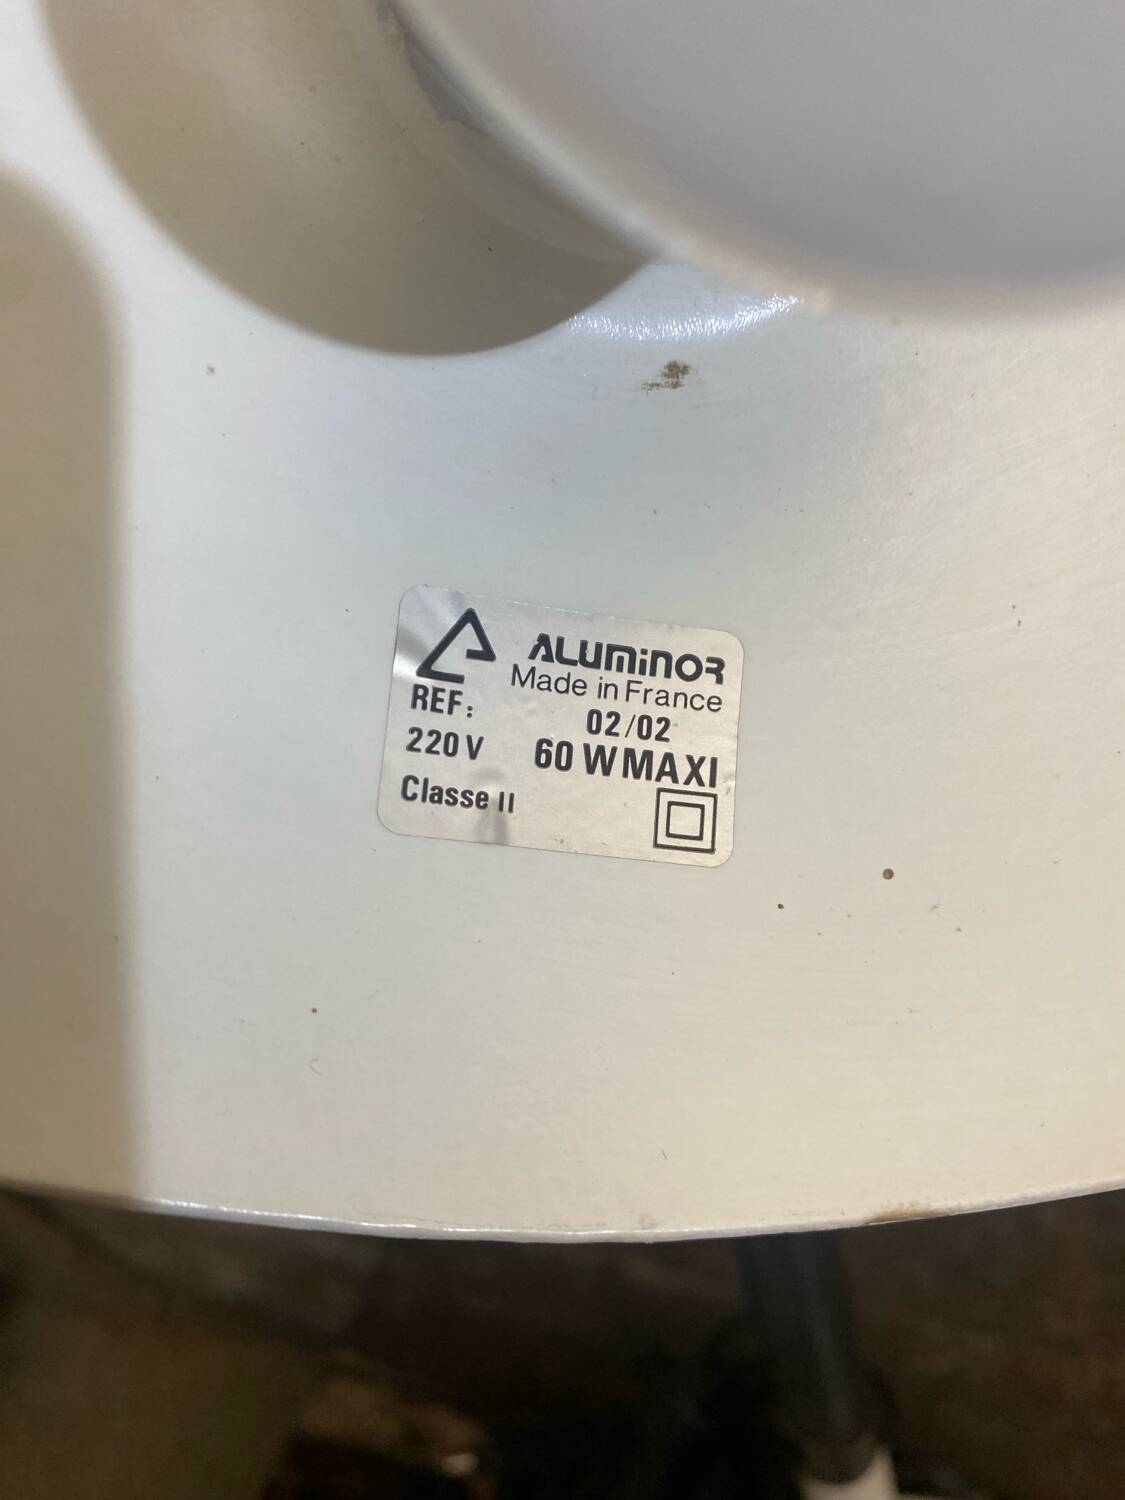 ALUMINOR
Made in France
REF: 02/02
220 V 60 W MAXI
Classe II